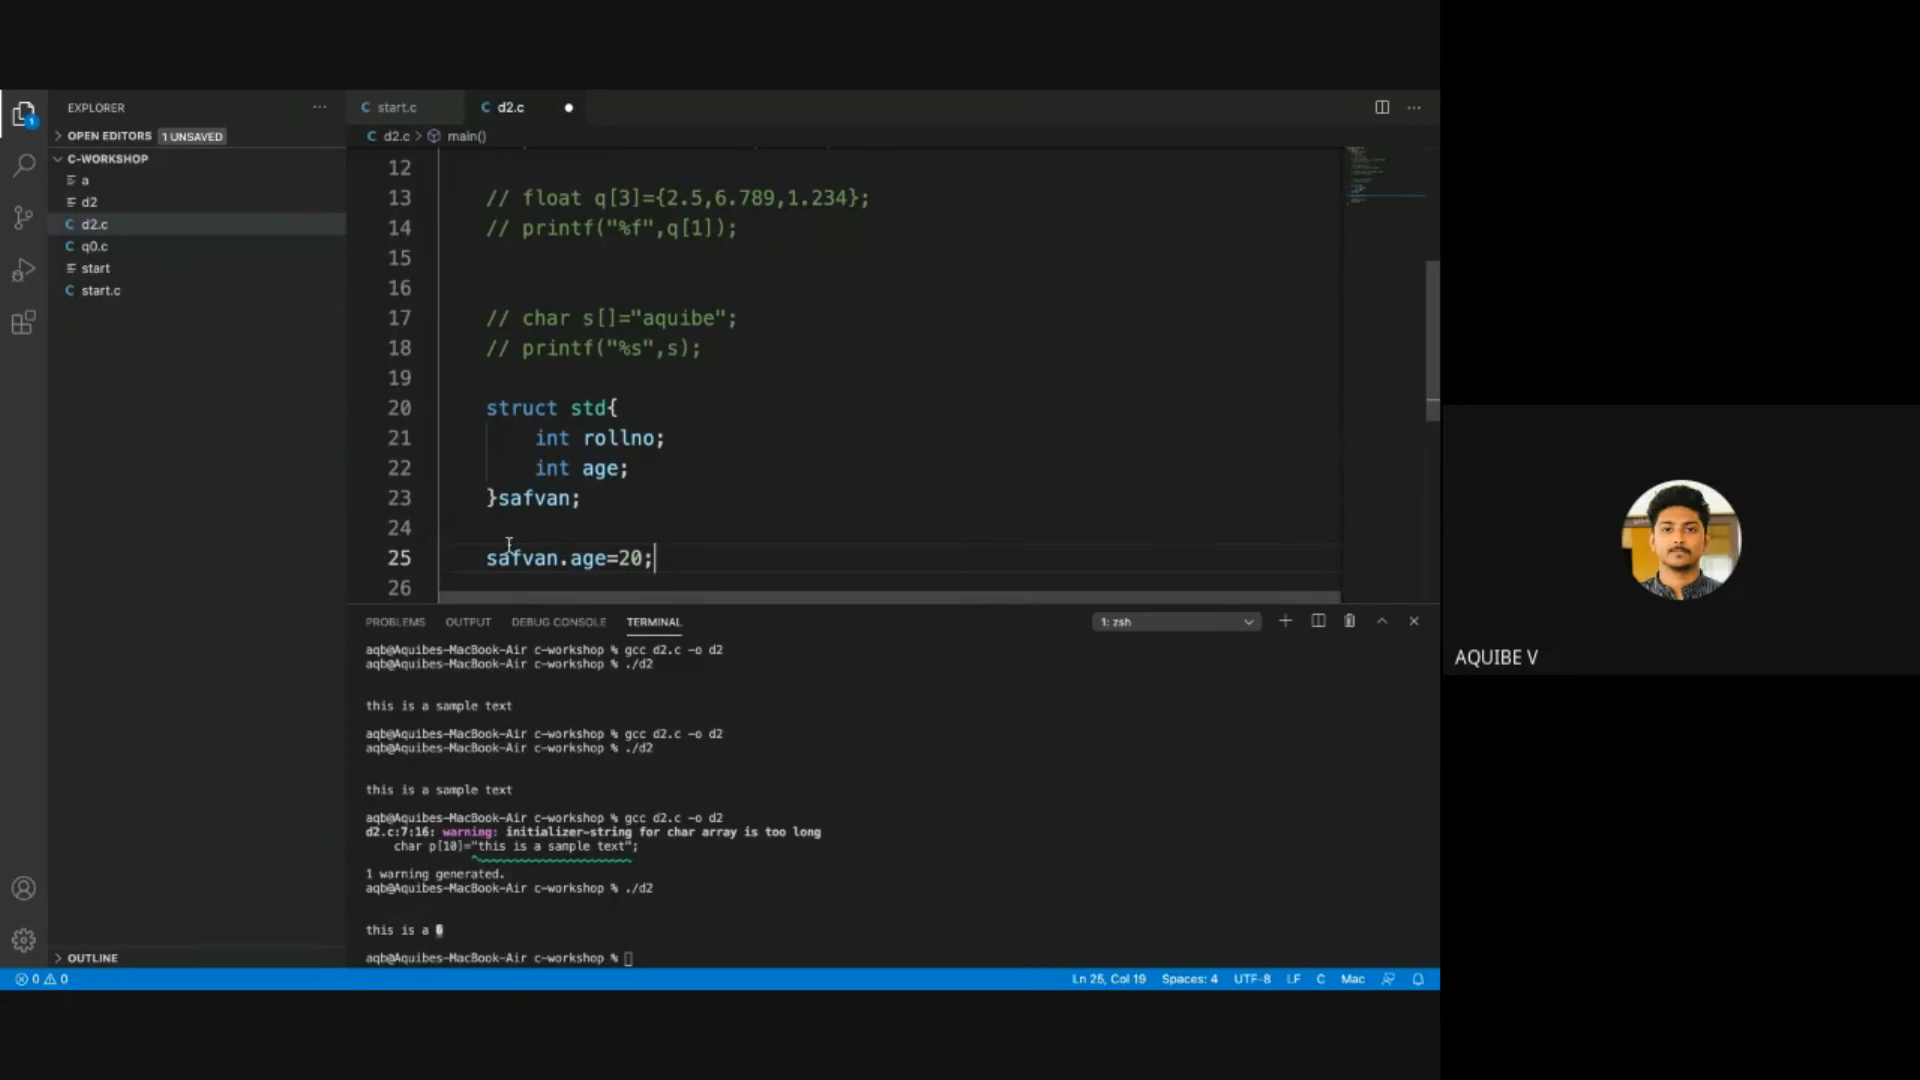 EXPLORER
start.c
d2.c
OPEN EDITORS 1 UNSAVED
d2.c > main()
C-WORKSHOP
a
d2
d2.c
q0.c
start
start.c
12
13 // float q[3]={2.5,6.789,1.234};
14 // printf("%f",q[1]);
15
16
17 // char s[]="aquibe";
18 // printf("%s",s);
19
20 struct std{
21 int rollno;
22 int age;
23 }safvan;
24
25 safvan.age=20;
26
PROBLEMS OUTPUT DEBUG CONSOLE TERMINAL 1: zsh
aqb@Aquibes-MacBook-Air c-workshop % gcc d2.c -o d2
aqb@Aquibes-MacBook-Air c-workshop % ./d2
this is a sample text
aqb@Aquibes-MacBook-Air c-workshop % gcc d2.c -o d2
aqb@Aquibes-MacBook-Air c-workshop % ./d2
this is a sample text
aqb@Aquibes-MacBook-Air c-workshop % gcc d2.c -o d2
d2.c:7:16: warning: initializer-string for char array is too long
char p[10]="this is a sample text";
1 warning generated.
aqb@Aquibes-MacBook-Air c-workshop % ./d2
this is a
aqb@Aquibes-MacBook-Air c-workshop %
OUTLINE
0 0 Ln 25, Col 19 Spaces: 4 UTF-8 LF C Mac
AQUIBE V